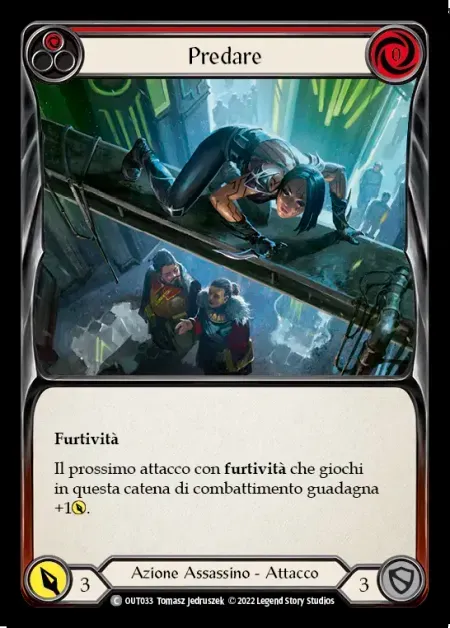 Predare
0
Furtività
Il prossimo attacco con furtività che giochi
in questa catena di combattimento guadagna
+1.
3
Azione Assassino - Attacco
3
C OUT033 Tomasz Jedruszek © 2022 Legend Story Studios